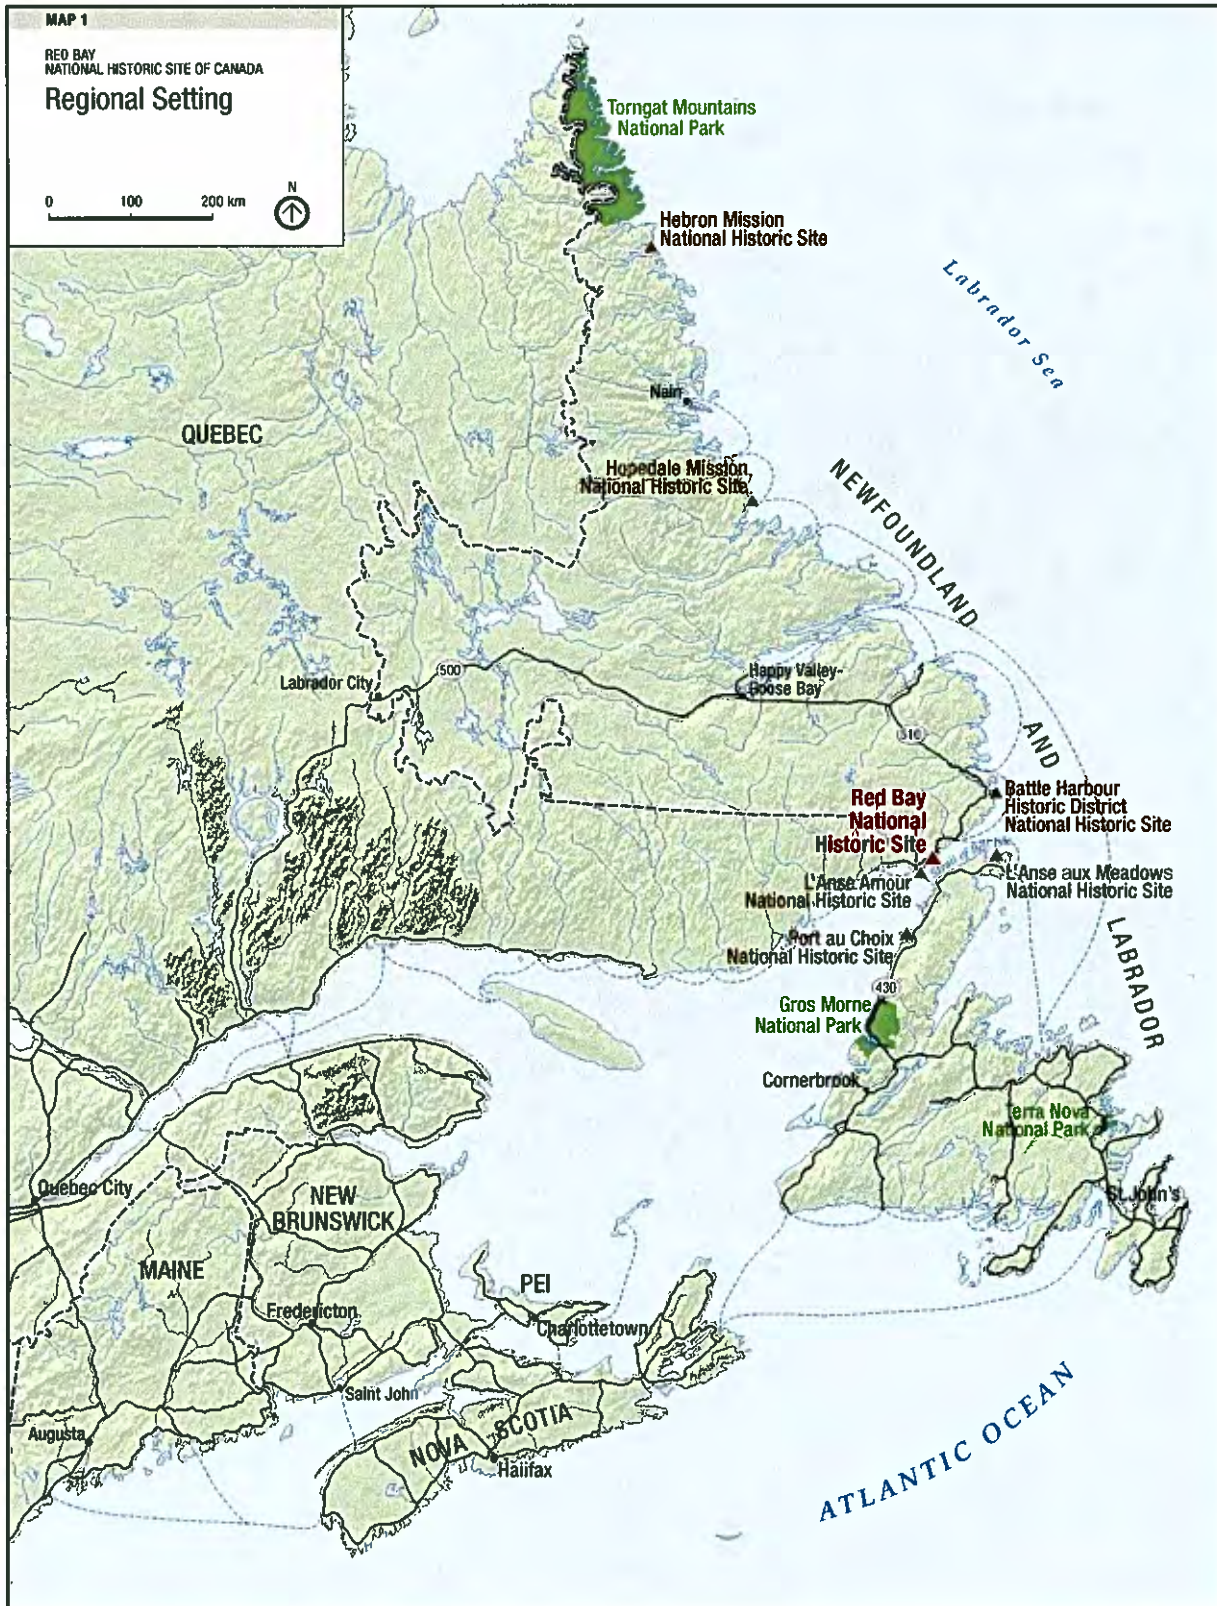 MAP 1
RED BAY
NATIONAL HISTORIC SITE OF CANADA
Regional Setting
0 100 200 km
N
Torngat Mountains
National Park
Hebron Mission
National Historic Site
Labrador Sea
Nain
QUEBEC
Hopedale Mission
National Historic Site
NEWFOUNDLAND
AND
LABRADOR
500
Labrador City
Happy Valley-
Goose Bay
510
Battle Harbour
Historic District
National Historic Site
Red Bay
National
Historic Site
L'Anse Amour
National Historic Site
L'Anse aux Meadows
National Historic Site
Port au Choix
National Historic Site
430
Gros Morne
National Park
Cornerbrook
Terra Nova
National Park
St.John's
Quebec City
NEW
BRUNSWICK
MAINE
PEI
Fredericton
Charlottetown
Saint John
Augusta
NOVA SCOTIA
Halifax
ATLANTIC OCEAN